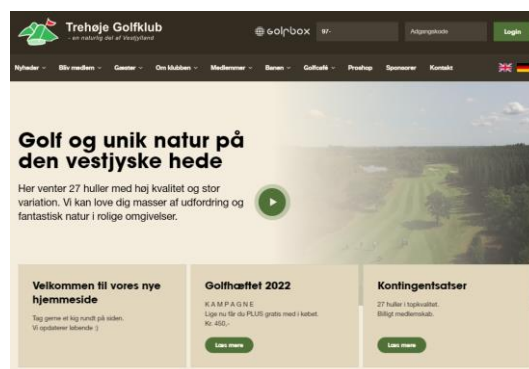 Trehøje Golfklub
- en naturlig del af Vestjylland
GOLFBOX
97-
Adgangskode
Login
Nyheder
Bliv medlem
Gæster
Om klubben
Medlemmer
Banen
Golfcafé
Proshop
Sponsorer
Kontakt
Golf og unik natur på
den vestjyske hede
Her venter 27 huller med høj kvalitet og stor
variation. Vi kan love dig masser af udfordring og
fantastisk natur i rolige omgivelser.
Velkommen til vores nye
hjemmeside
Tag gerne et kig rundt på siden.
Vi opdaterer løbende :)
Golfhæftet 2022
KAMPAGNE
Lige nu får du PLUS gratis med i købet.
Kr. 450,-
Læs mere
Kontingentsatser
27 huller i topkvalitet.
Billigt medlemskab.
Læs mere